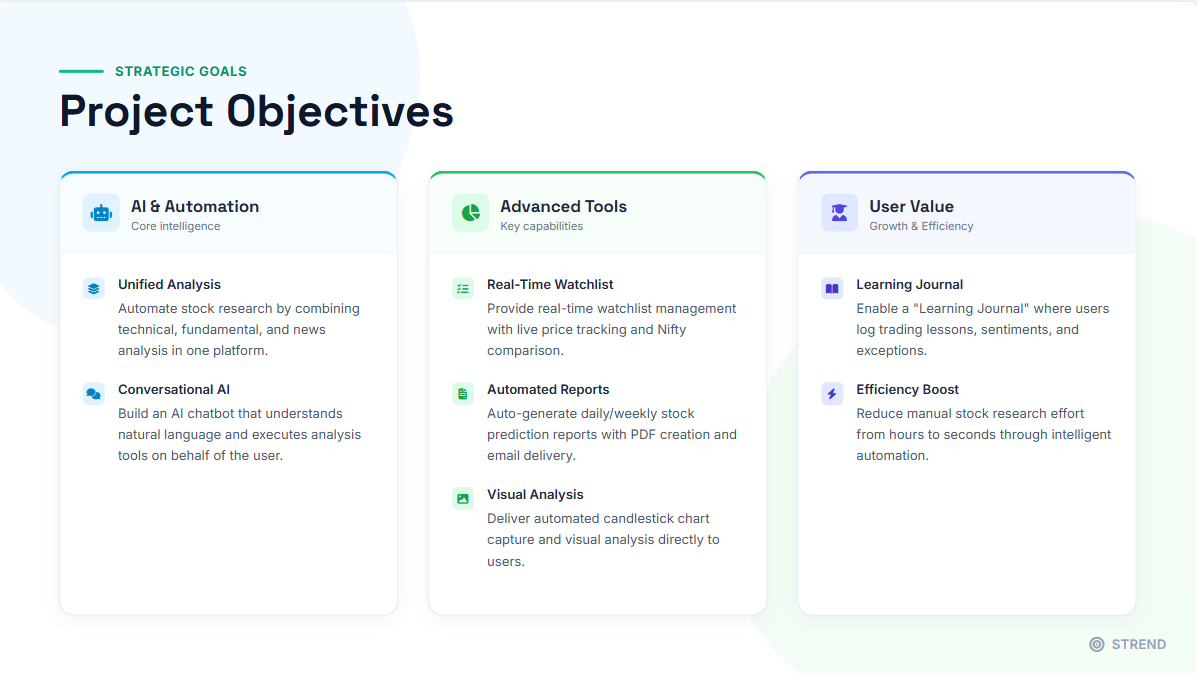 STRATEGIC GOALS
Project Objectives
AI & Automation
Core intelligence
Unified Analysis
Automate stock research by combining
technical, fundamental, and news
analysis in one platform.
Conversational AI
Build an AI chatbot that understands
natural language and executes analysis
tools on behalf of the user.
Advanced Tools
Key capabilities
Real-Time Watchlist
Provide real-time watchlist management
with live price tracking and Nifty
comparison.
Automated Reports
Auto-generate daily/weekly stock
prediction reports with PDF creation and
email delivery.
Visual Analysis
Deliver automated candlestick chart
capture and visual analysis directly to
users.
User Value
Growth & Efficiency
Learning Journal
Enable a "Learning Journal" where users
log trading lessons, sentiments, and
exceptions.
Efficiency Boost
Reduce manual stock research effort
from hours to seconds through intelligent
automation.
STREND